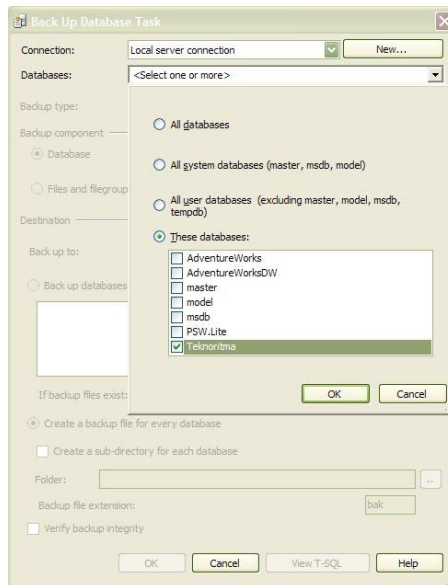 Back Up Database Task
Connection:
Local server connection
New...
Databases:
<Select one or more>
Backup type:
All databases
Backup component
Database
All system databases (master, msdb, model)
Files and filegroup
All user databases (excluding master, model, msdb,
tempdb)
Destination
These databases:
Back up to:
AdventureWorks
AdventureWorksDW
Back up databases
master
model
msdb
PSW.Lite
Teknoritma
If backup files exist:
OK
Cancel
Create a backup file for every database
Create a sub-directory for each database
Folder:
..
Backup file extension:
bak
Verify backup integrity
OK
Cancel
View T-SQL
Help